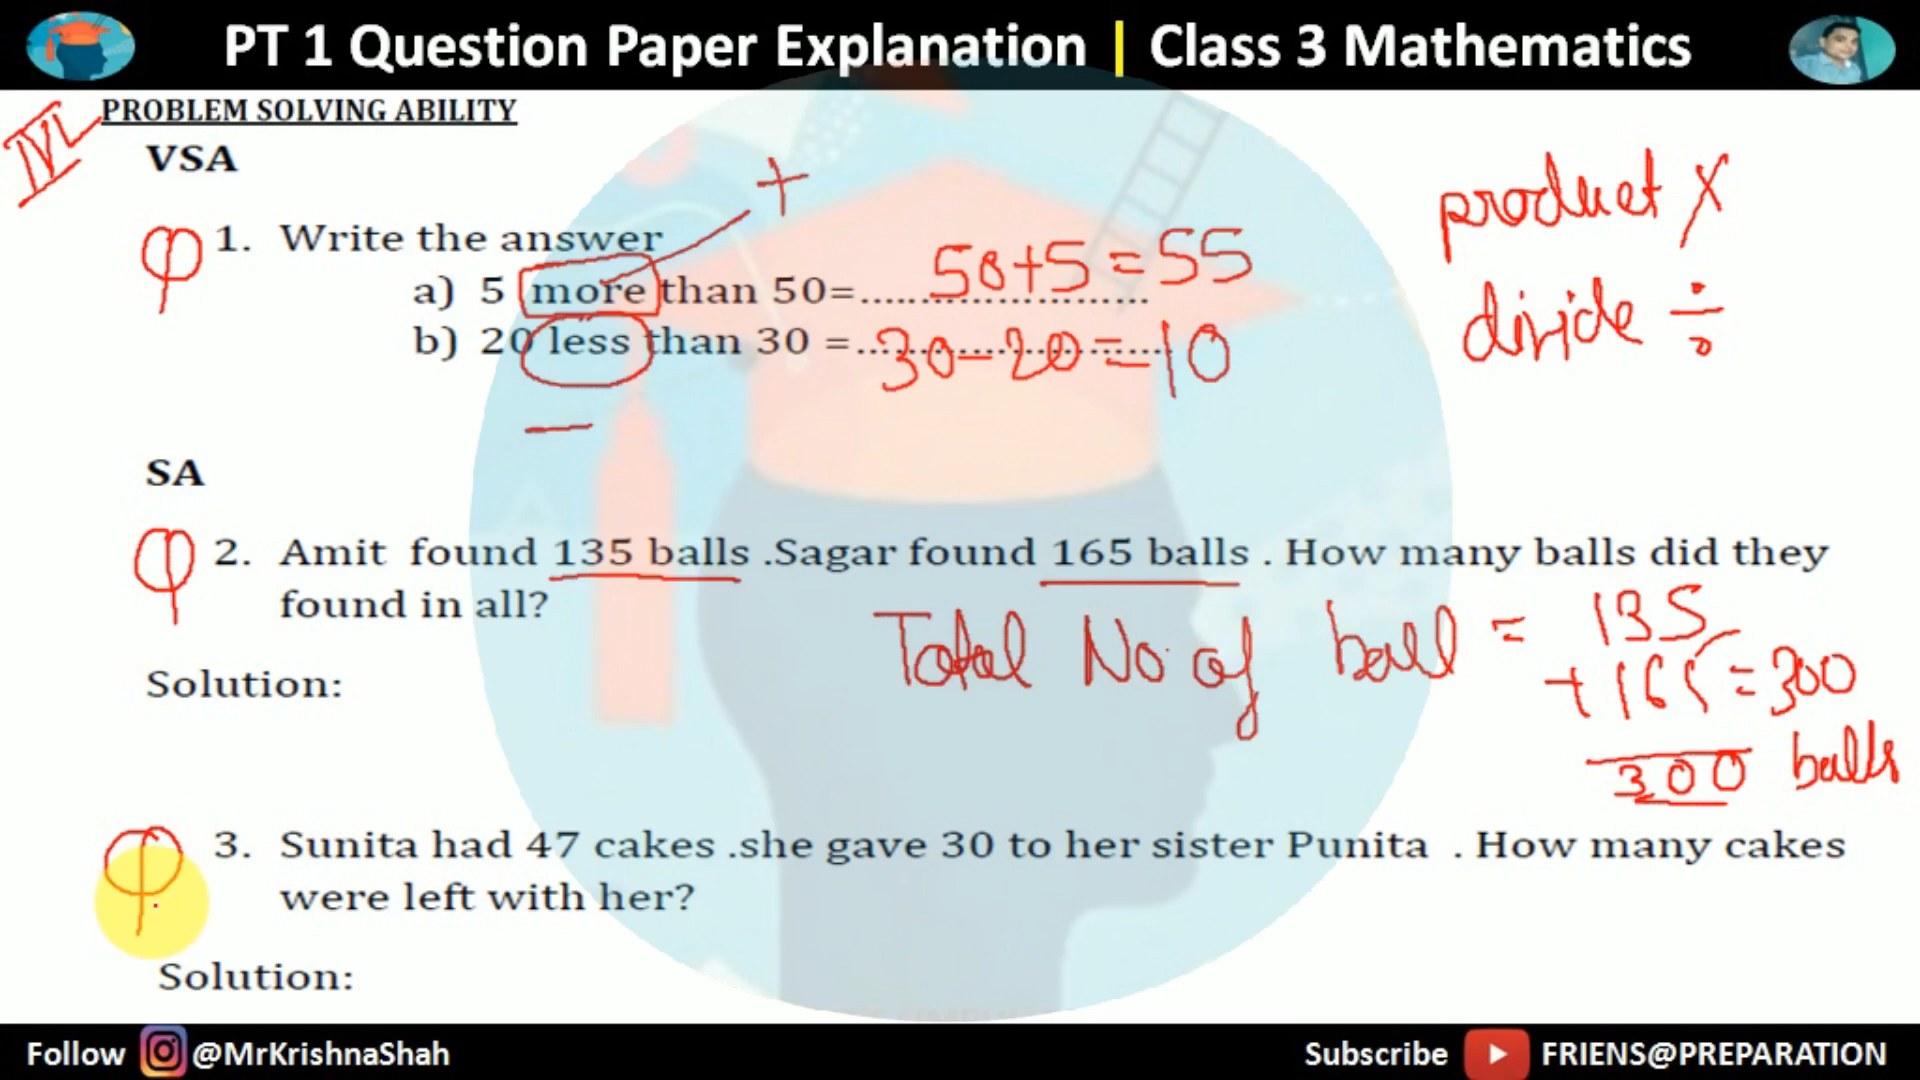 PT 1 Question Paper Explanation | Class 3 Mathematics
IV
PROBLEM SOLVING ABILITY
VSA
+
product X
1. Write the answer
a) 5 more than 50=...................... 50+5=55
divide ÷
b) 20 less than 30 =....................... 30-20=10
—
SA
2. Amit found 135 balls .Sagar found 165 balls . How many balls did they
found in all?
Total No. of ball = 135
+165 = 300
Solution:
300 balls
3. Sunita had 47 cakes .she gave 30 to her sister Punita . How many cakes
were left with her?
Solution:
Follow @MrKrishnaShah
Subscribe FRIENS@PREPARATION